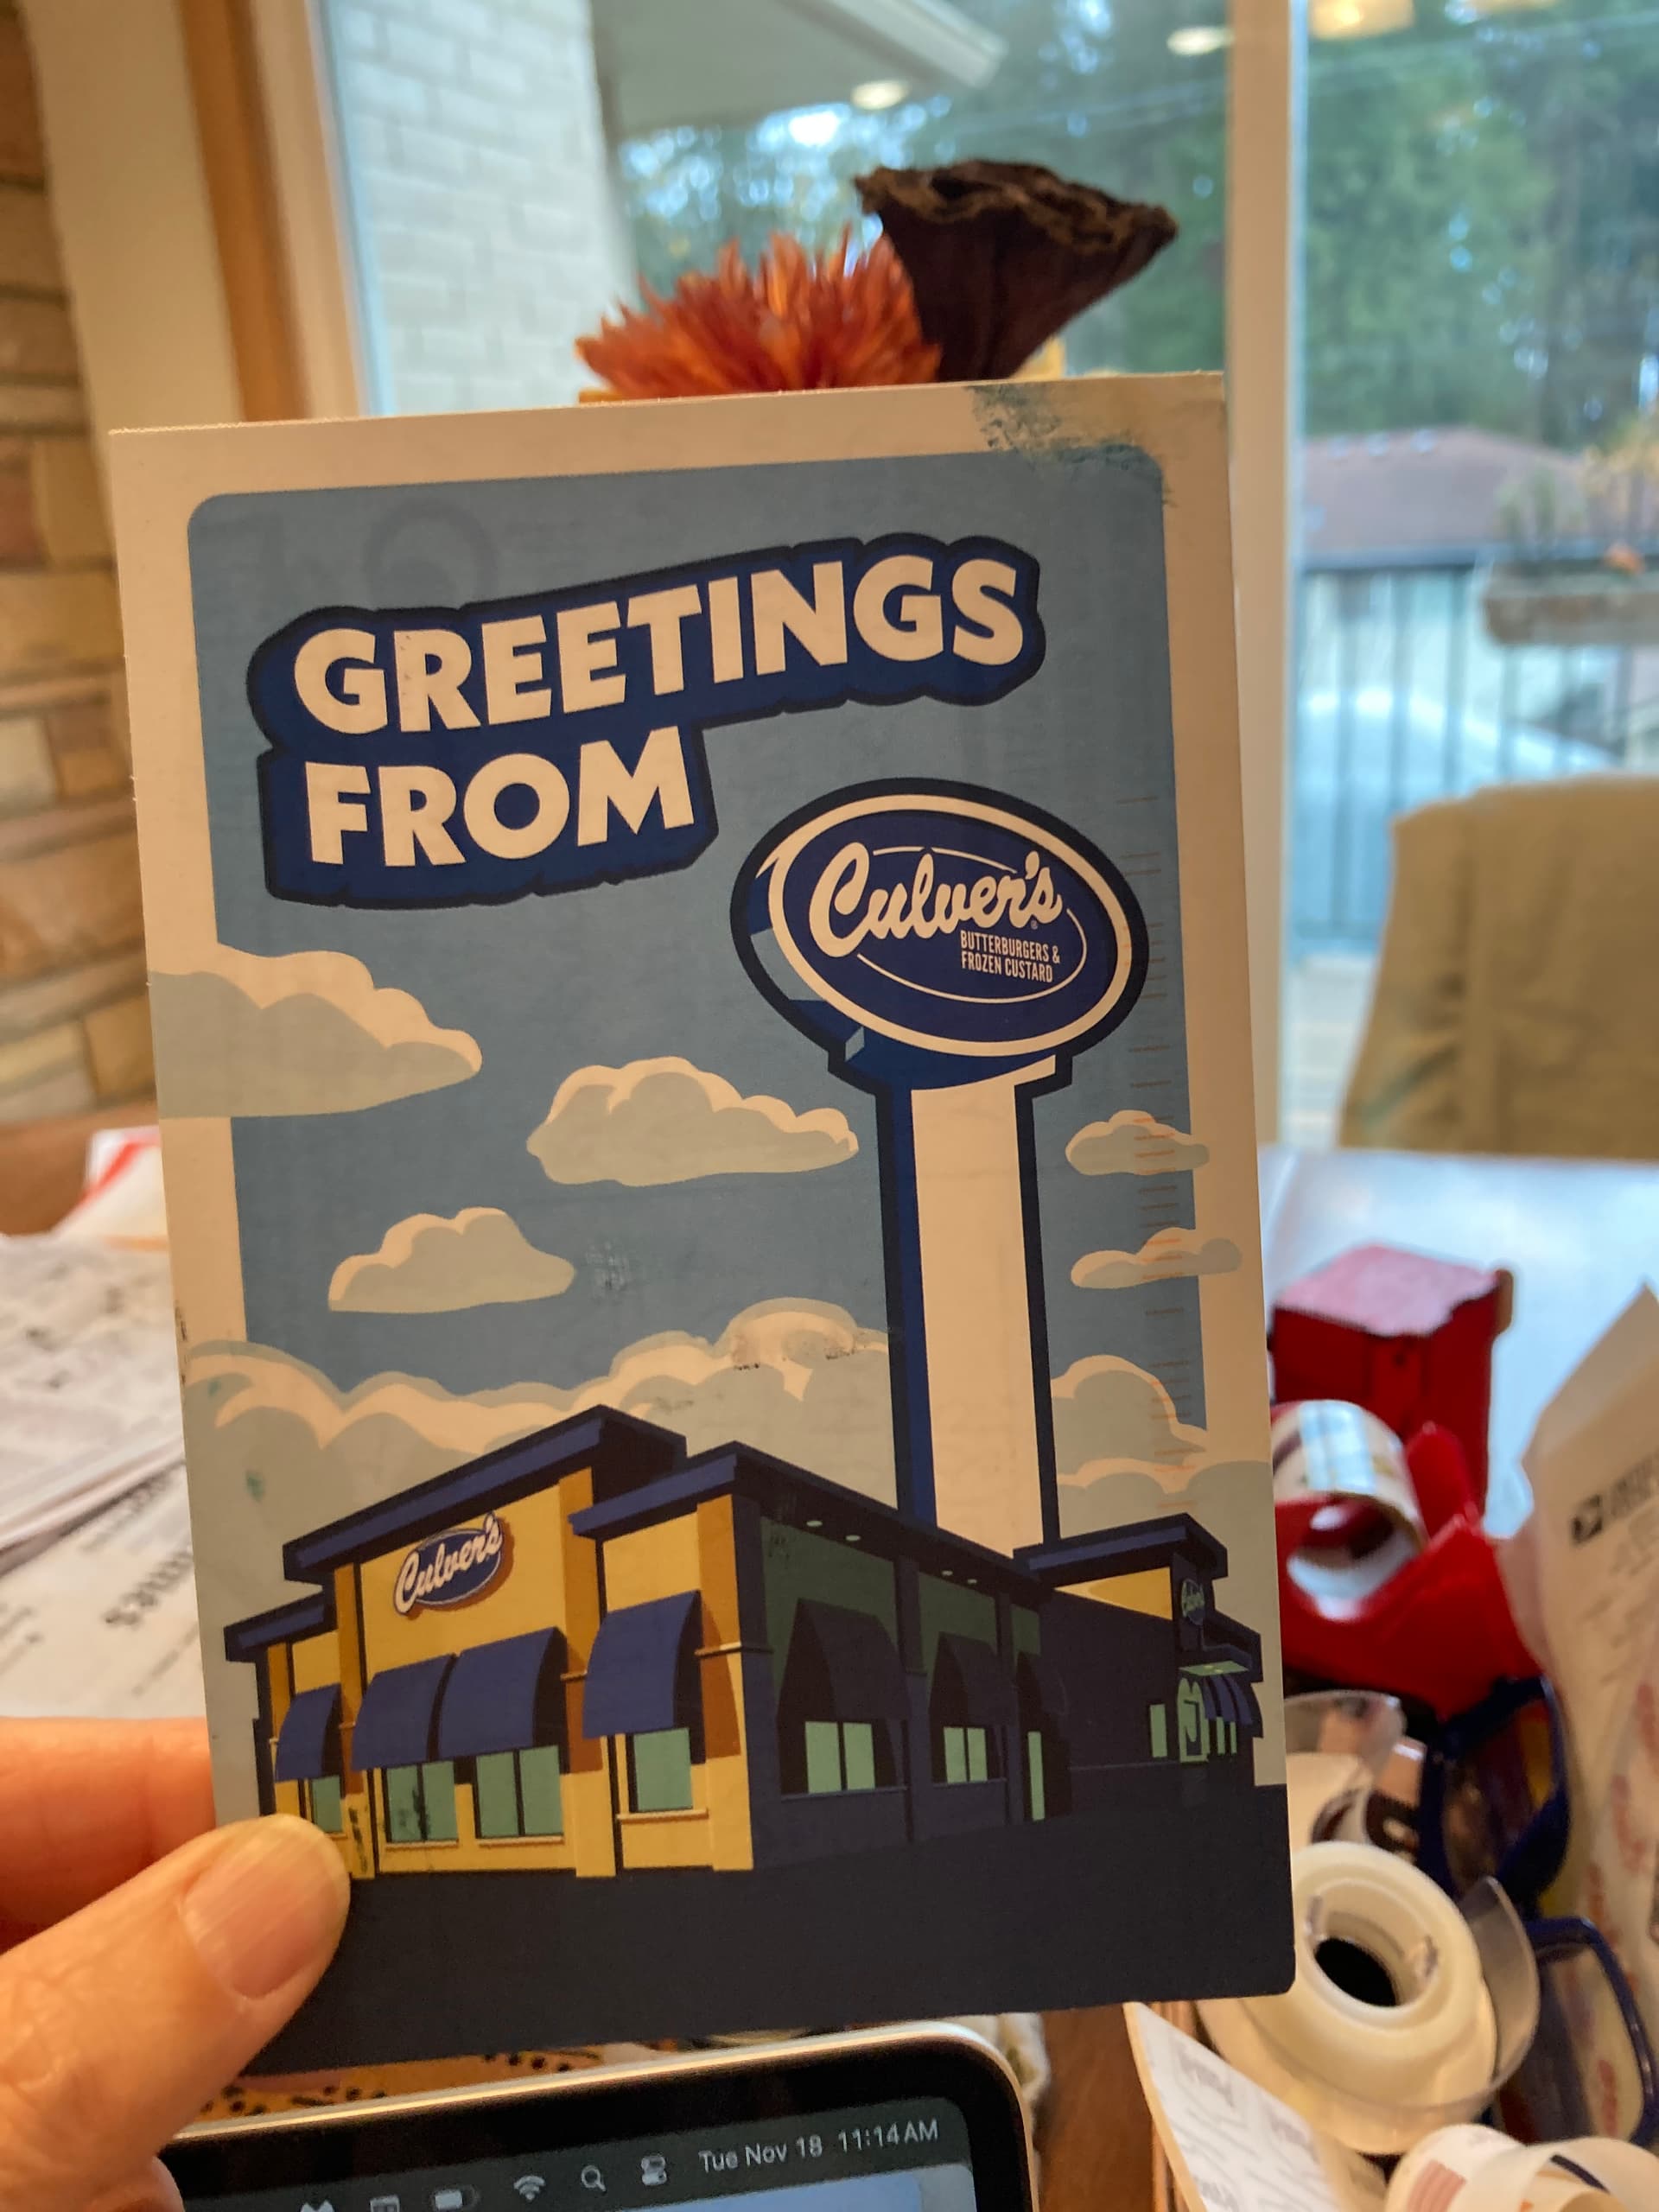 GREETINGS
FROM
Culver's
BUTTERBURGERS &
FROZEN CUSTARD
Culver's
Tue Nov 18 11:14 AM